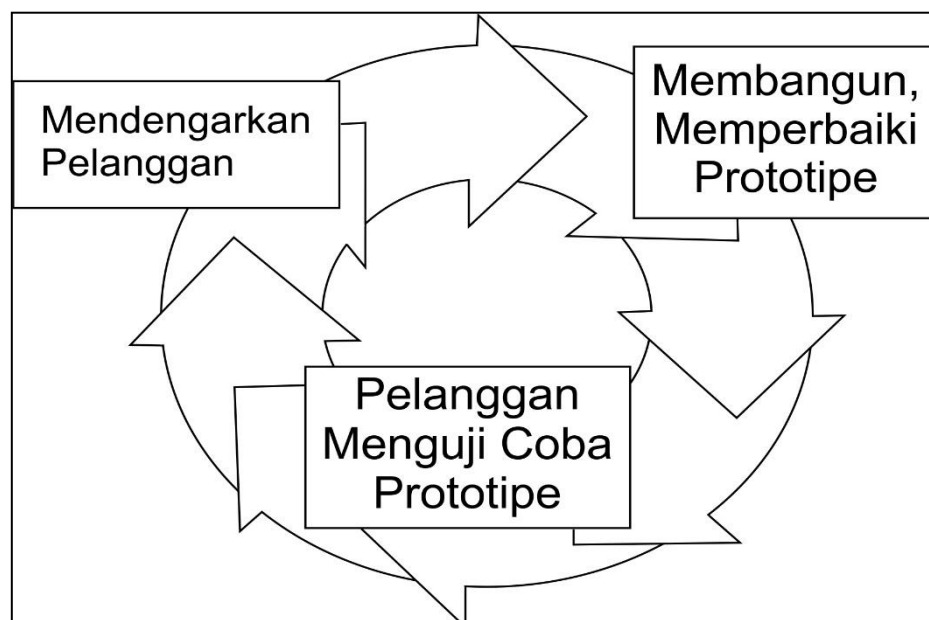 Mendengarkan
Pelanggan
Membangun,
Memperbaiki
Prototipe
Pelanggan
Menguji Coba
Prototipe